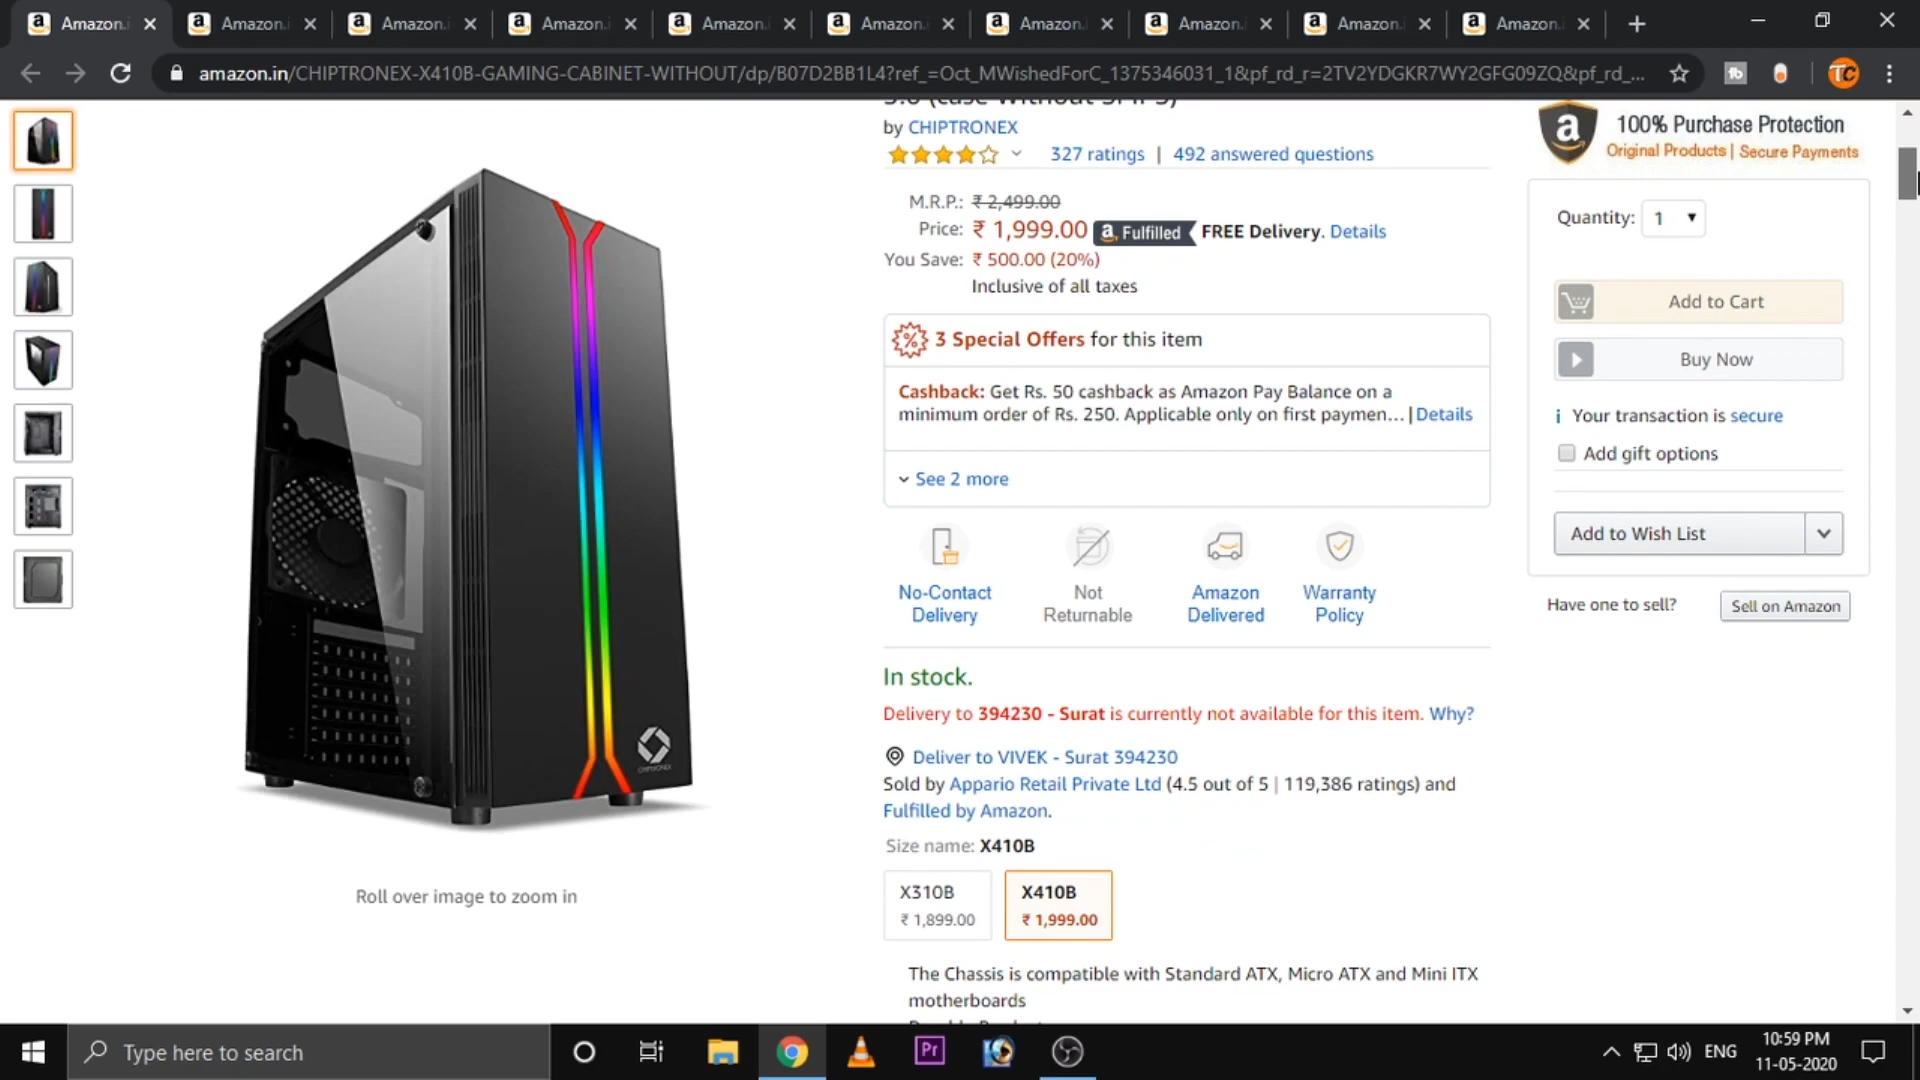 Amazon.i
Amazon.i
Amazon.i
Amazon.i
Amazon.i
Amazon.i
Amazon.
Amazon.
Amazon.
Amazon.
amazon.in/CHIPTRONEX-X410B-GAMING-CABINET-WITHOUT/dp/B07D2BB1L4?ref_=Oct_MWishedForC_1375346031_1&pf_rd_r=2TV2YDGKR7WY2GFG09ZQ&pf_rd_...
3.0 (case Without SMPS)
by CHIPTRONEX
327 ratings | 492 answered questions
M.R.P.: ₹ 2,499.00
Price: ₹ 1,999.00 Fulfilled FREE Delivery. Details
You Save: ₹ 500.00 (20%)
Inclusive of all taxes
3 Special Offers for this item
Cashback: Get Rs. 50 cashback as Amazon Pay Balance on a
minimum order of Rs. 250. Applicable only on first paymen... | Details
See 2 more
No-Contact
Delivery
Not
Returnable
Amazon
Delivered
Warranty
Policy
In stock.
Delivery to 394230 - Surat is currently not available for this item. Why?
Deliver to VIVEK - Surat 394230
Sold by Appario Retail Private Ltd (4.5 out of 5 | 119,386 ratings) and
Fulfilled by Amazon.
Size name: X410B
X310B
₹ 1,899.00
X410B
₹ 1,999.00
The Chassis is compatible with Standard ATX, Micro ATX and Mini ITX
motherboards
CHIPTRONEX
Roll over image to zoom in
100% Purchase Protection
Original Products | Secure Payments
Quantity: 1
Add to Cart
Buy Now
Your transaction is secure
Add gift options
Add to Wish List
Have one to sell? Sell on Amazon
Type here to search
Pr
ENG
10:59 PM
11-05-2020